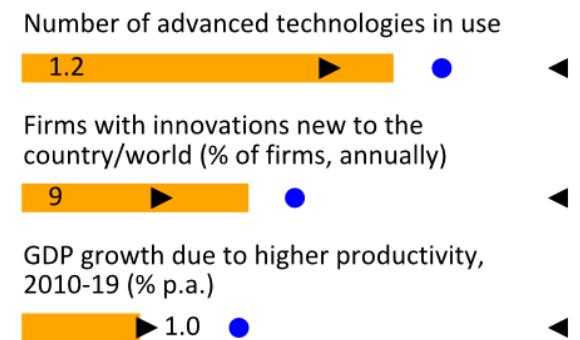 Number of advanced technologies in use
1.2
Firms with innovations new to the
country/world (% of firms, annually)
9
GDP growth due to higher productivity,
2010-19 (% p.a.)
1.0